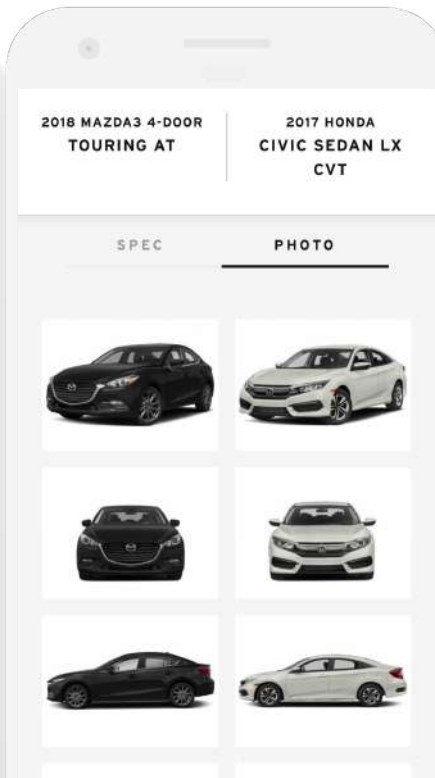 2018 MAZDA3 4-DOOR
TOURING AT
2017 HONDA
CIVIC SEDAN LX
CVT
SPEC
PHOTO